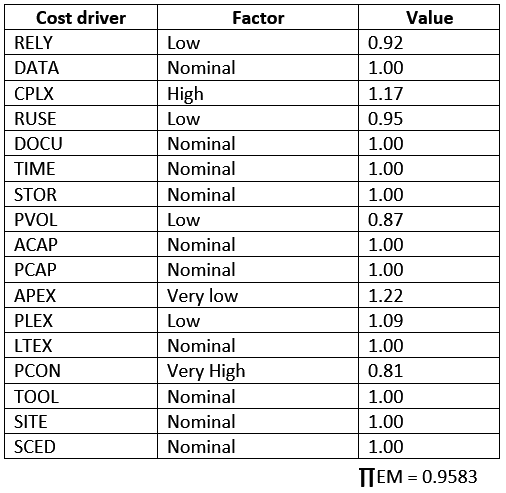 Cost driver Factor Value
RELY Low 0.92
DATA Nominal 1.00
CPLX High 1.17
RUSE Low 0.95
DOCU Nominal 1.00
TIME Nominal 1.00
STOR Nominal 1.00
PVOL Low 0.87
ACAP Nominal 1.00
PCAP Nominal 1.00
APEX Very low 1.22
PLEX Low 1.09
LTEX Nominal 1.00
PCON Very High 0.81
TOOL Nominal 1.00
SITE Nominal 1.00
SCED Nominal 1.00
∏EM = 0.9583